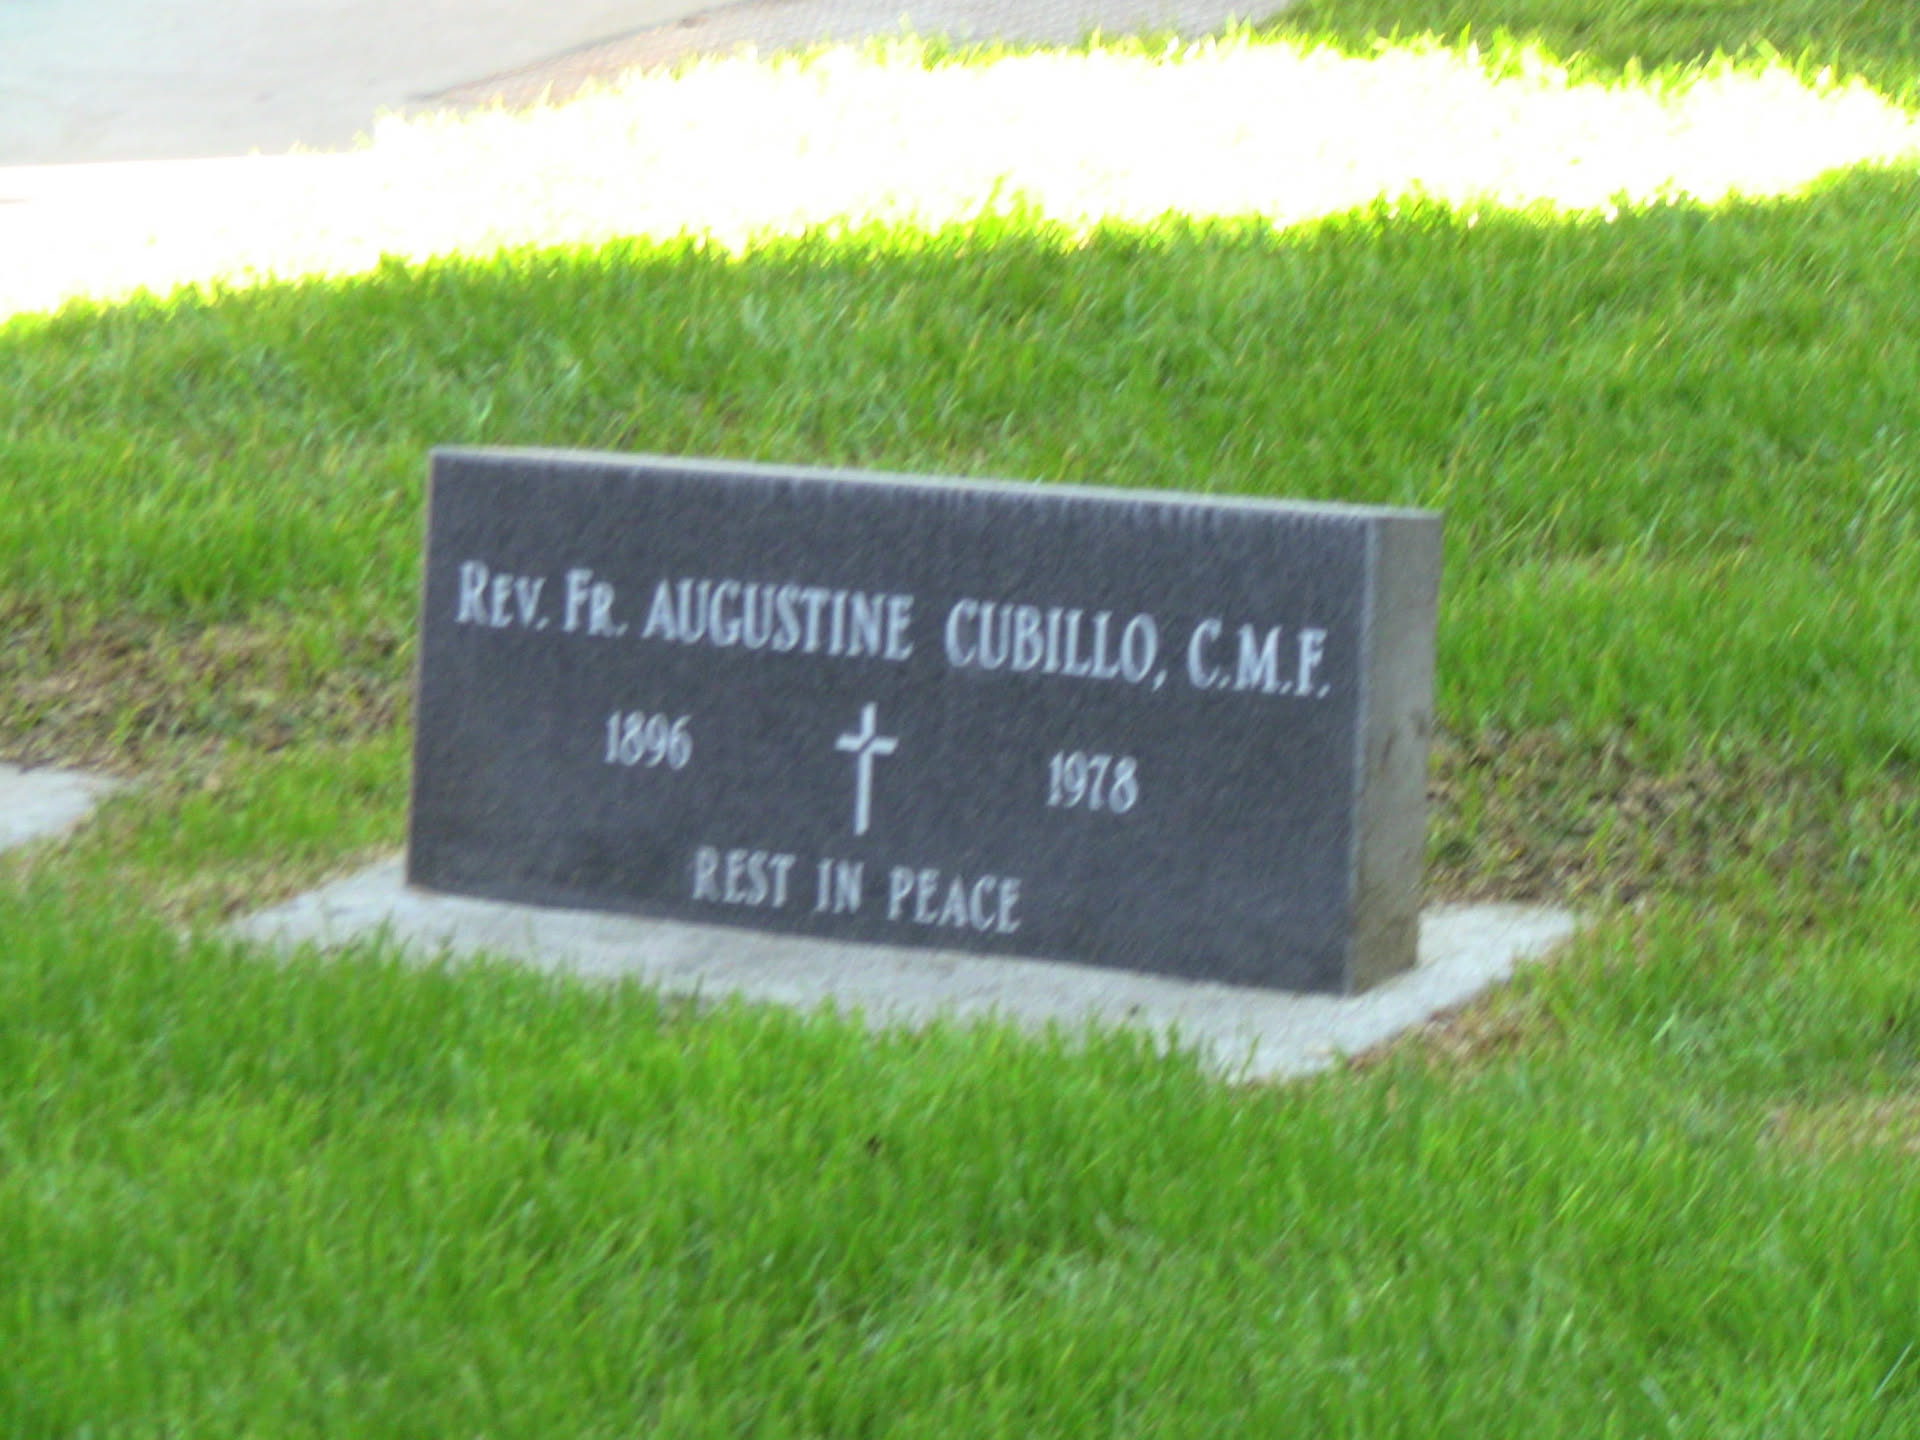 REV. FR. AUGUSTINE CUBILLO, C.M.F.
1896 1978
REST IN PEACE